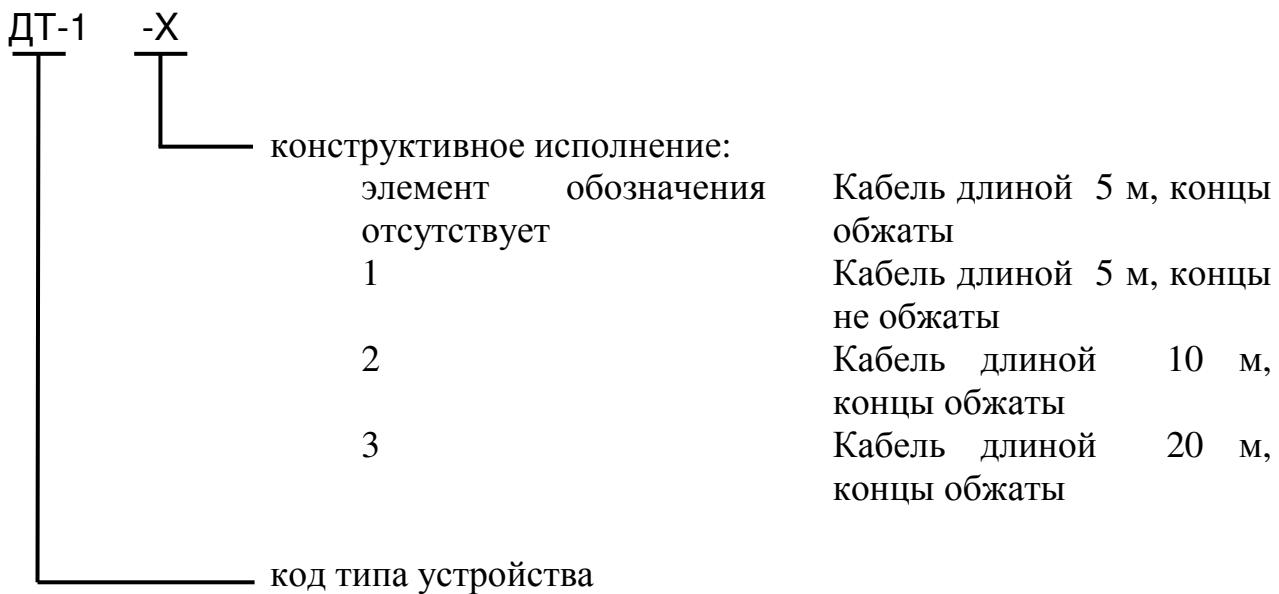 ДТ-1 -Х
конструктивное исполнение:
элемент обозначения Кабель длиной 5 м, концы
отсутствует обжаты
1 Кабель длиной 5 м, концы
не обжаты
2 Кабель длиной 10 м,
концы обжаты
3 Кабель длиной 20 м,
концы обжаты
код типа устройства